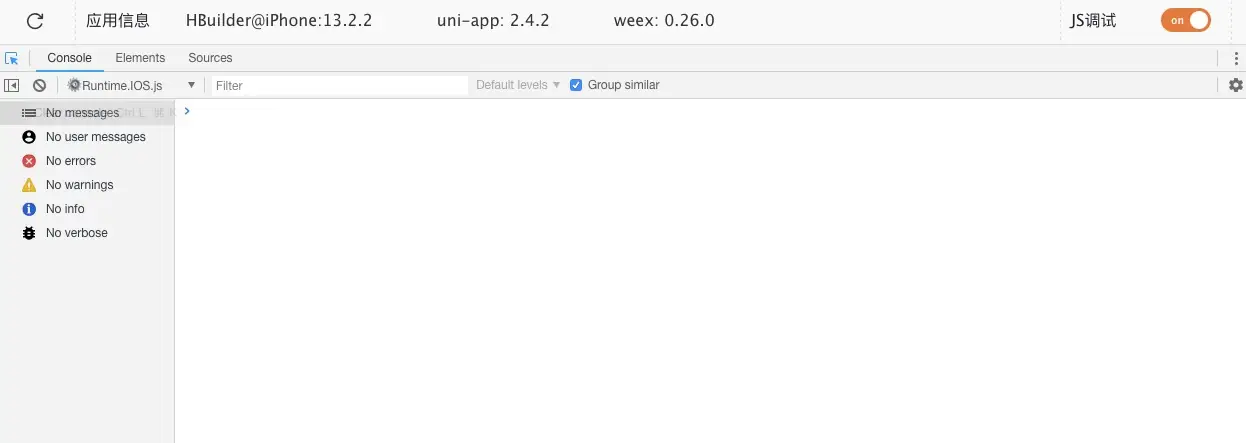 应用信息 HBuilder@iPhone:13.2.2 uni-app: 2.4.2 weex: 0.26.0 JS调试 on
Console Elements Sources
Runtime.IOS.js Filter Default levels Group similar
No messages
No user messages
No errors
No warnings
No info
No verbose